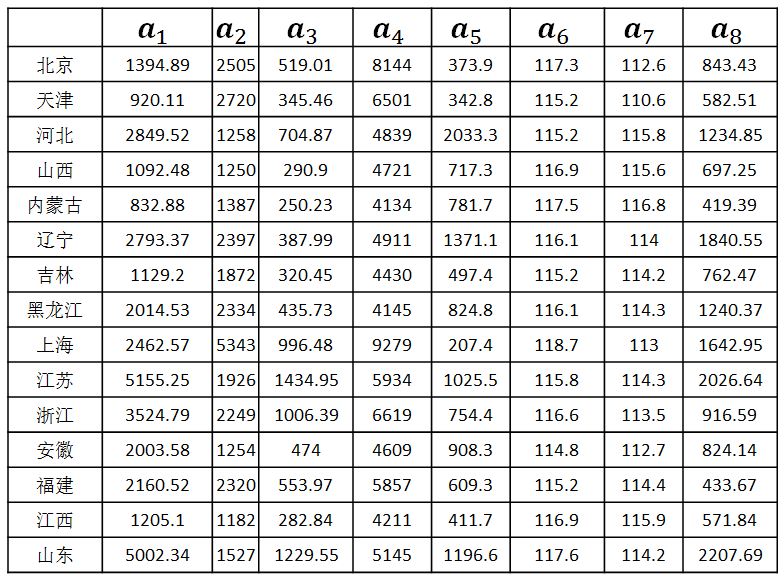 a1 a2 a3 a4 a5 a6 a7 a8
北京 1394.89 2505 519.01 8144 373.9 117.3 112.6 843.43
天津 920.11 2720 345.46 6501 342.8 115.2 110.6 582.51
河北 2849.52 1258 704.87 4839 2033.3 115.2 115.8 1234.85
山西 1092.48 1250 290.9 4721 717.3 116.9 115.6 697.25
内蒙古 832.88 1387 250.23 4134 781.7 117.5 116.8 419.39
辽宁 2793.37 2397 387.99 4911 1371.1 116.1 114 1840.55
吉林 1129.2 1872 320.45 4430 497.4 115.2 114.2 762.47
黑龙江 2014.53 2334 435.73 4145 824.8 116.1 114.3 1240.37
上海 2462.57 5343 996.48 9279 207.4 118.7 113 1642.95
江苏 5155.25 1926 1434.95 5934 1025.5 115.8 114.3 2026.64
浙江 3524.79 2249 1006.39 6619 754.4 116.6 113.5 916.59
安徽 2003.58 1254 474 4609 908.3 114.8 112.7 824.14
福建 2160.52 2320 553.97 5857 609.3 115.2 114.4 433.67
江西 1205.1 1182 282.84 4211 411.7 116.9 115.9 571.84
山东 5002.34 1527 1229.55 5145 1196.6 117.6 114.2 2207.69